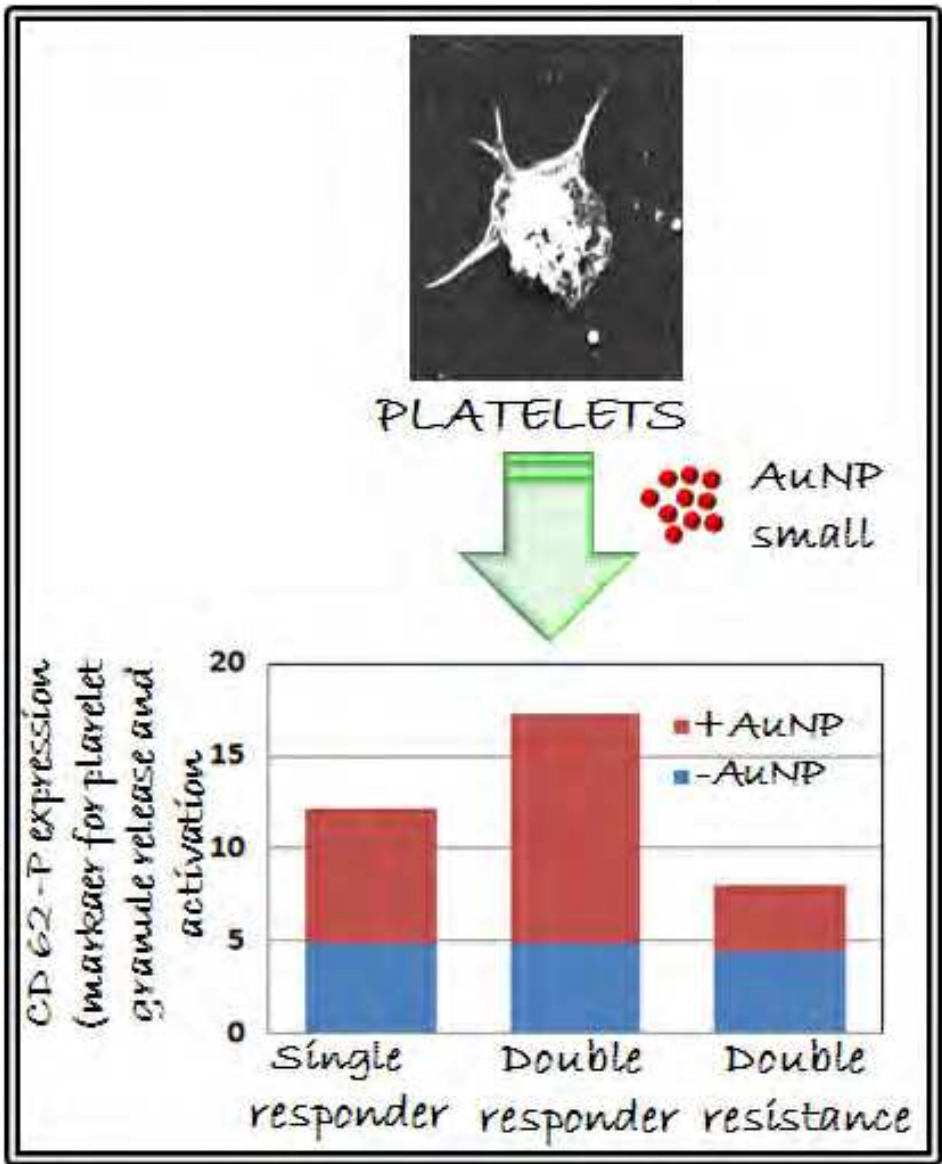 PLATELETS
AuNP
small
CD 62-P expression
(markaer for plarelet
granule release and
activation
20
15
10
5
0
+AuNP
-AuNP
Single
responder
Double
responder
Double
resistance